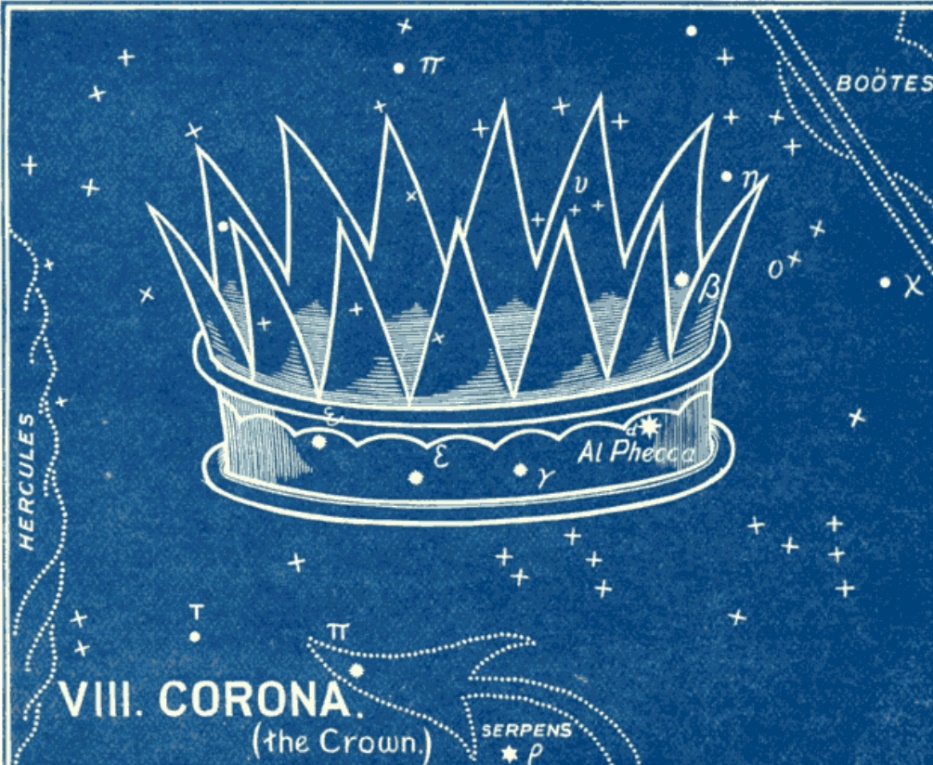 π
BOÖTES
υ
η
ο
χ
β
HERCULES
α
Al Phecca
ε
γ
T
π
VIII. CORONA.
(the Crown.)
SERPENS
ρ